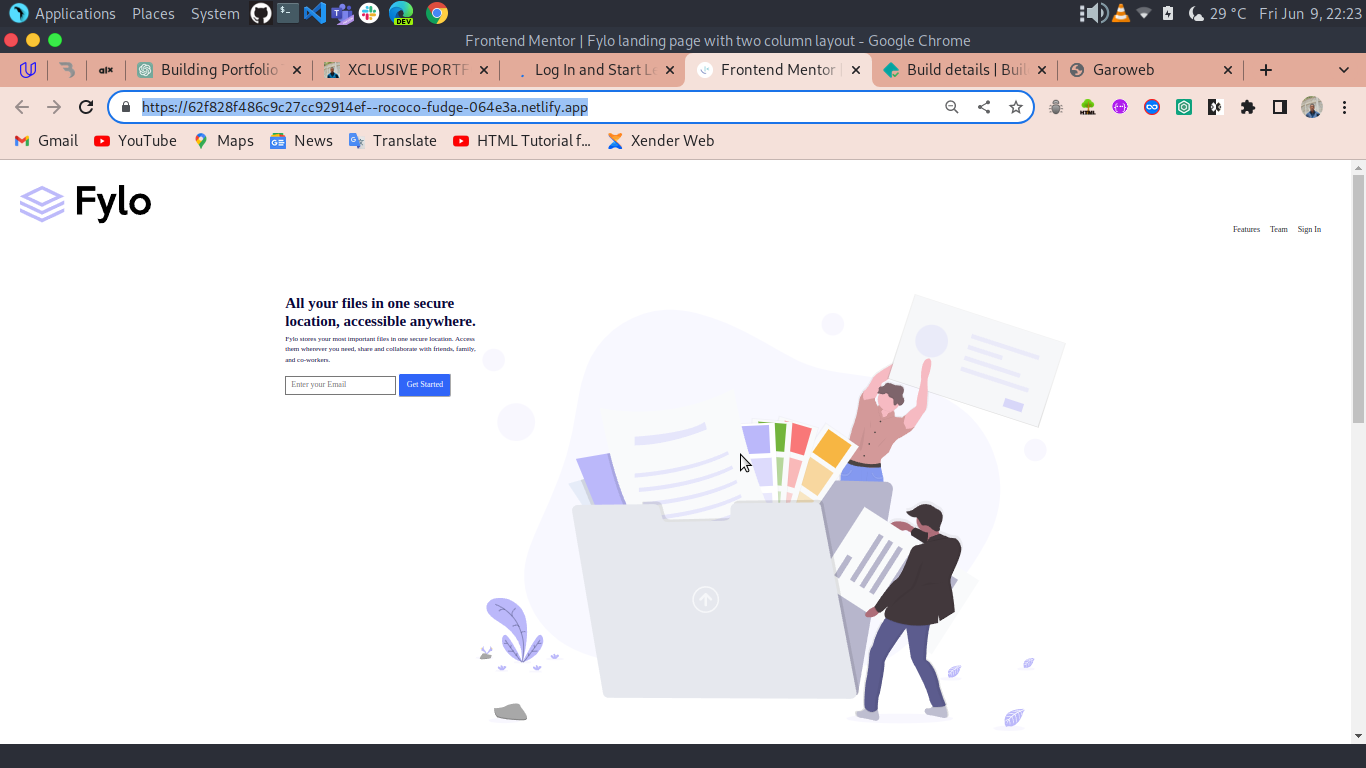 Applications Places System DEV 29 °C Fri Jun 9, 22:23
Frontend Mentor | Fylo landing page with two column layout - Google Chrome
alx Building Portfolio XCLUSIVE PORTF Log In and Start Le Frontend Mentor | Build details | Buil Garoweb
https://62f828f486c9c27cc92914ef--rococo-fudge-064e3a.netlify.app HTML
Gmail YouTube Maps News Translate HTML Tutorial f... Xender Web
Fylo
Features Team Sign In
All your files in one secure
location, accessible anywhere.
Fylo stores your most important files in one secure location. Access
them wherever you need, share and collaborate with friends, family,
and co-workers.
Enter your Email Get Started